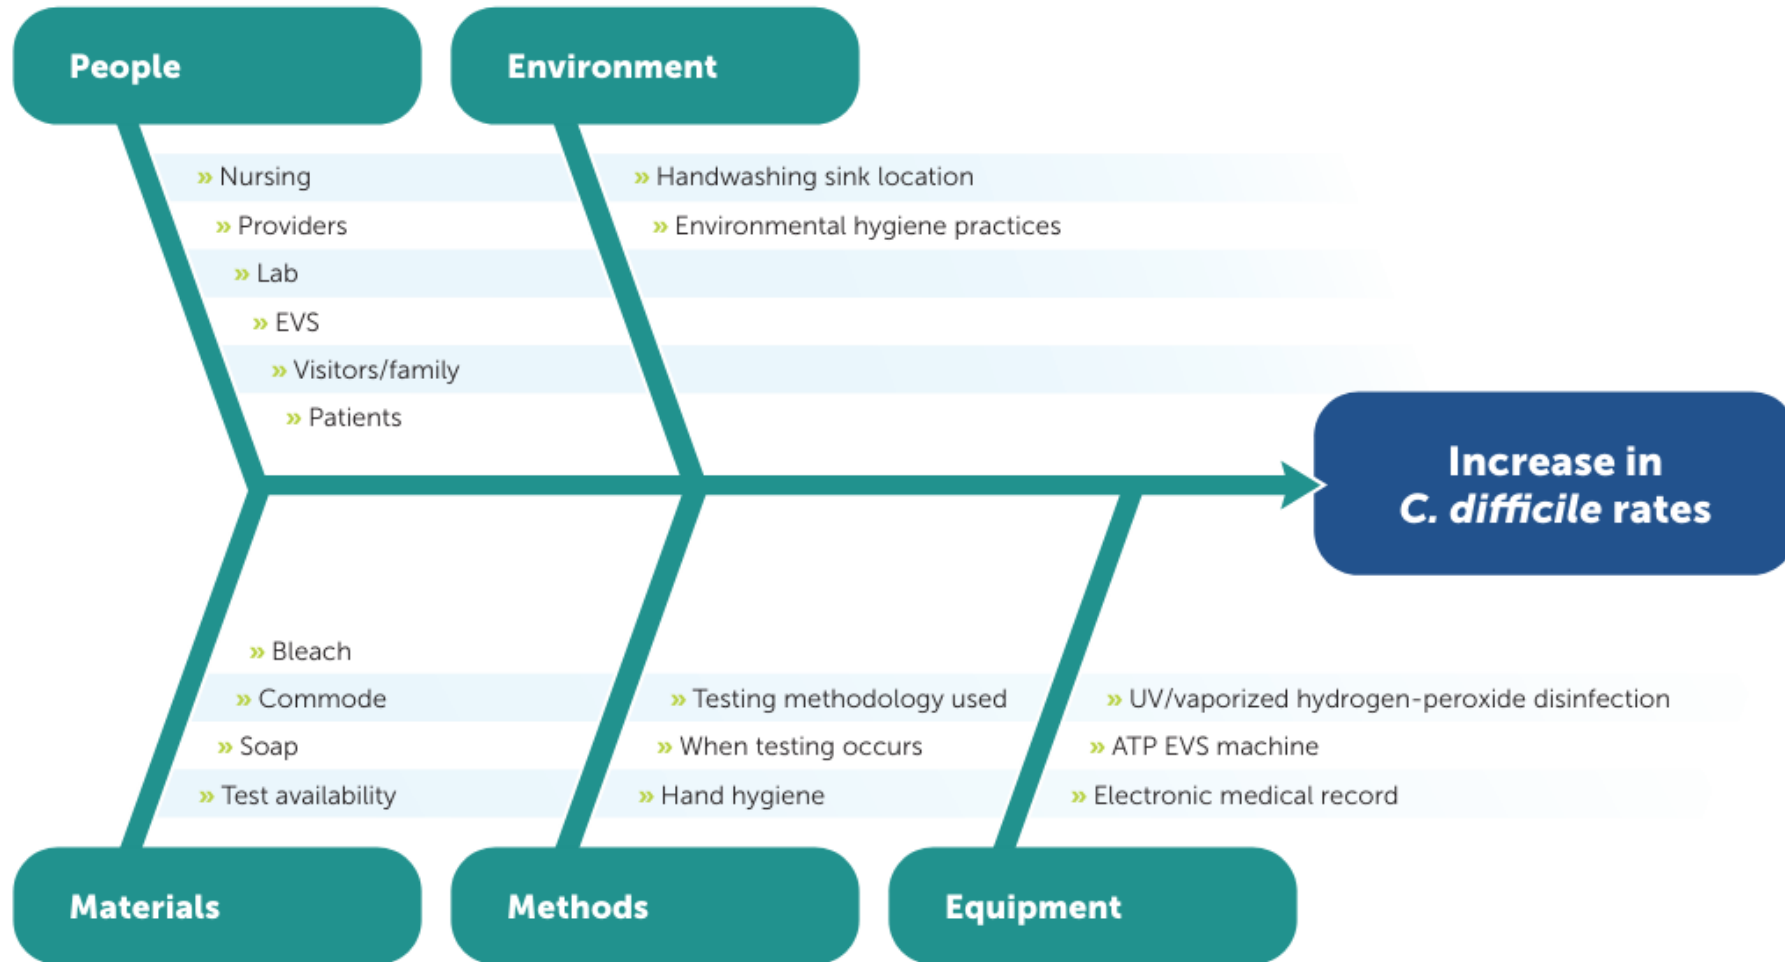 People
» Nursing
» Providers
» Lab
» EVS
» Visitors/family
» Patients
Environment
» Handwashing sink location
» Environmental hygiene practices
Increase in
C. difficile rates
» Bleach
» Commode
» Soap
» Test availability
Materials
» Testing methodology used
» When testing occurs
» Hand hygiene
Methods
» UV/vaporized hydrogen-peroxide disinfection
» ATP EVS machine
» Electronic medical record
Equipment